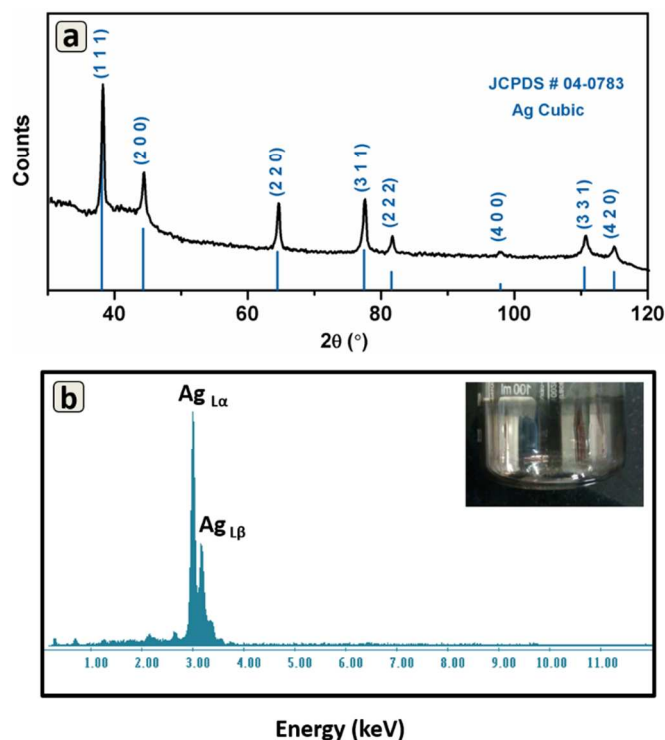 a
(1 1 1)
(2 0 0)
(2 2 0)
(3 1 1)
(2 2 2)
(4 0 0)
(3 3 1)
(4 2 0)
JCPDS # 04-0783
Ag Cubic
Counts
40 60 80 100 120
2θ (°)
b
Ag Lα
Ag Lβ
100 ml
1.00 2.00 3.00 4.00 5.00 6.00 7.00 8.00 9.00 10.00 11.00
Energy (keV)